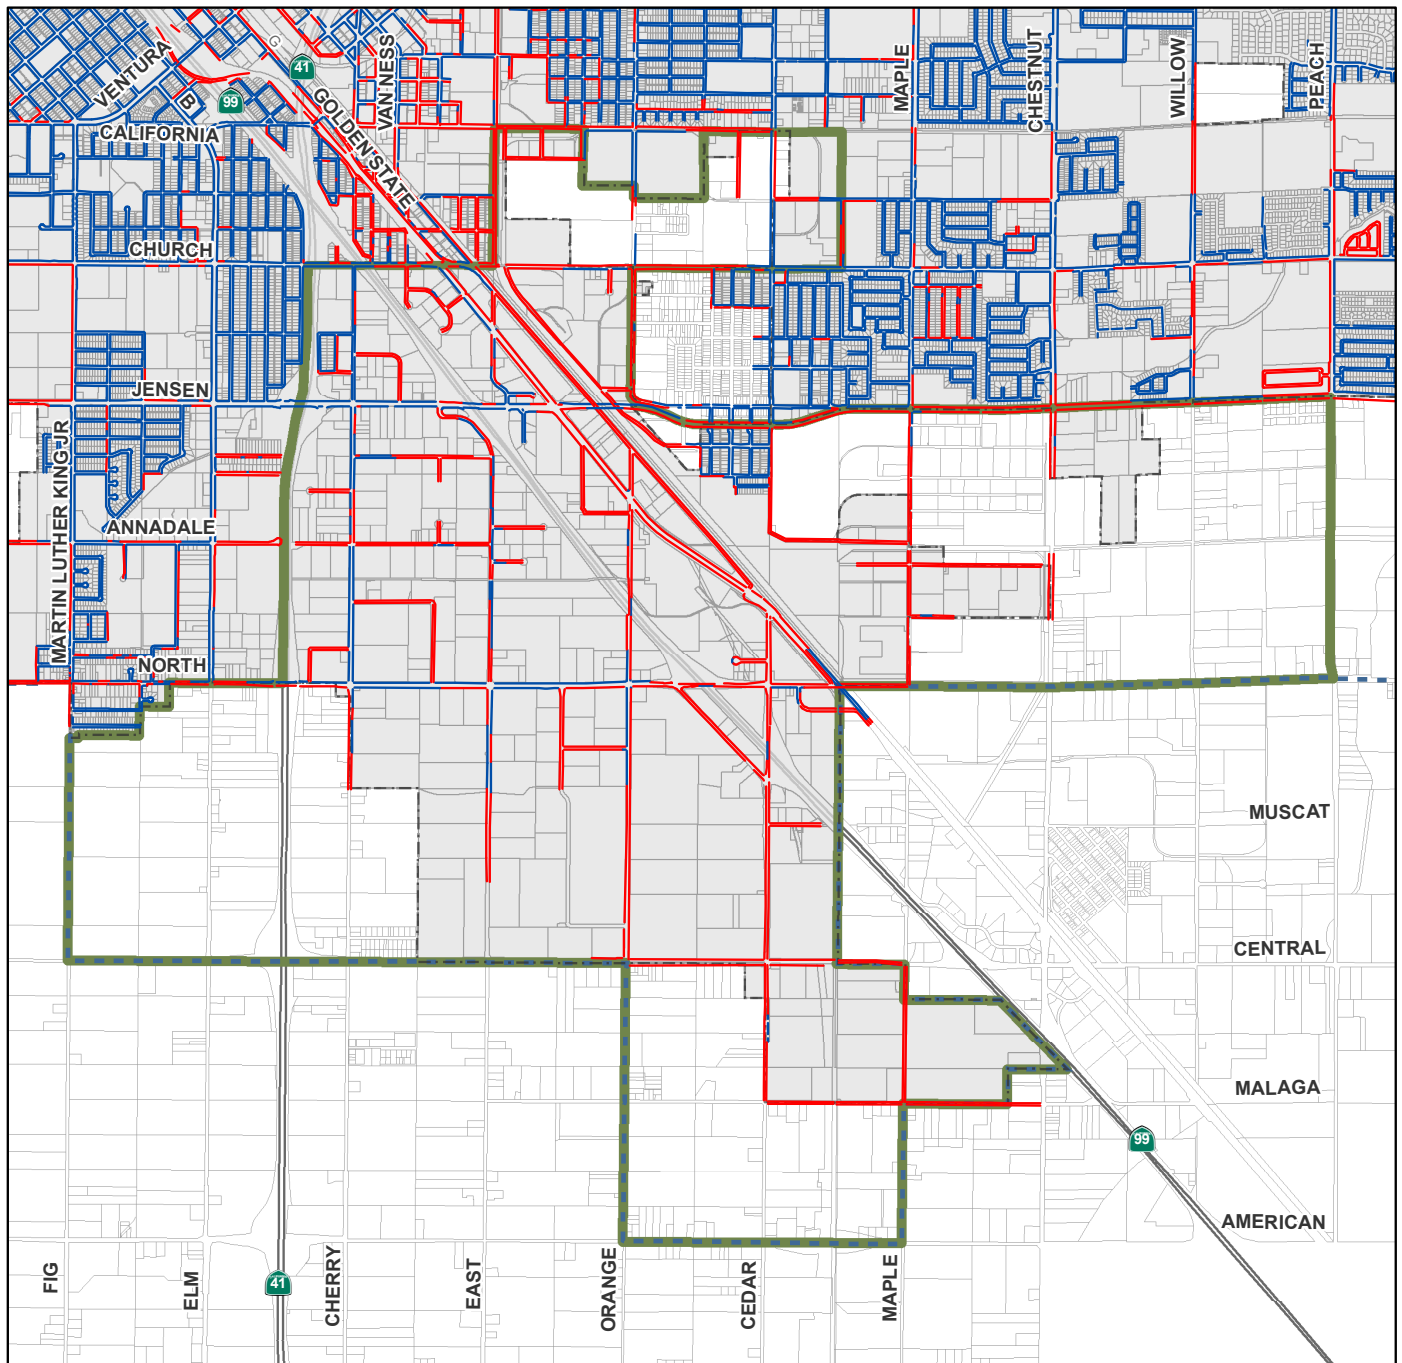 VENTURA
B
G
41
99
GOLDEN STATE
VAN NESS
MAPLE
CHESTNUT
WILLOW
PEACH
CALIFORNIA
CHURCH
JENSEN
MARTIN LUTHER KING JR
ANNADALE
NORTH
MUSCAT
CENTRAL
MALAGA
99
AMERICAN
FIG
ELM
41
CHERRY
EAST
ORANGE
CEDAR
MAPLE